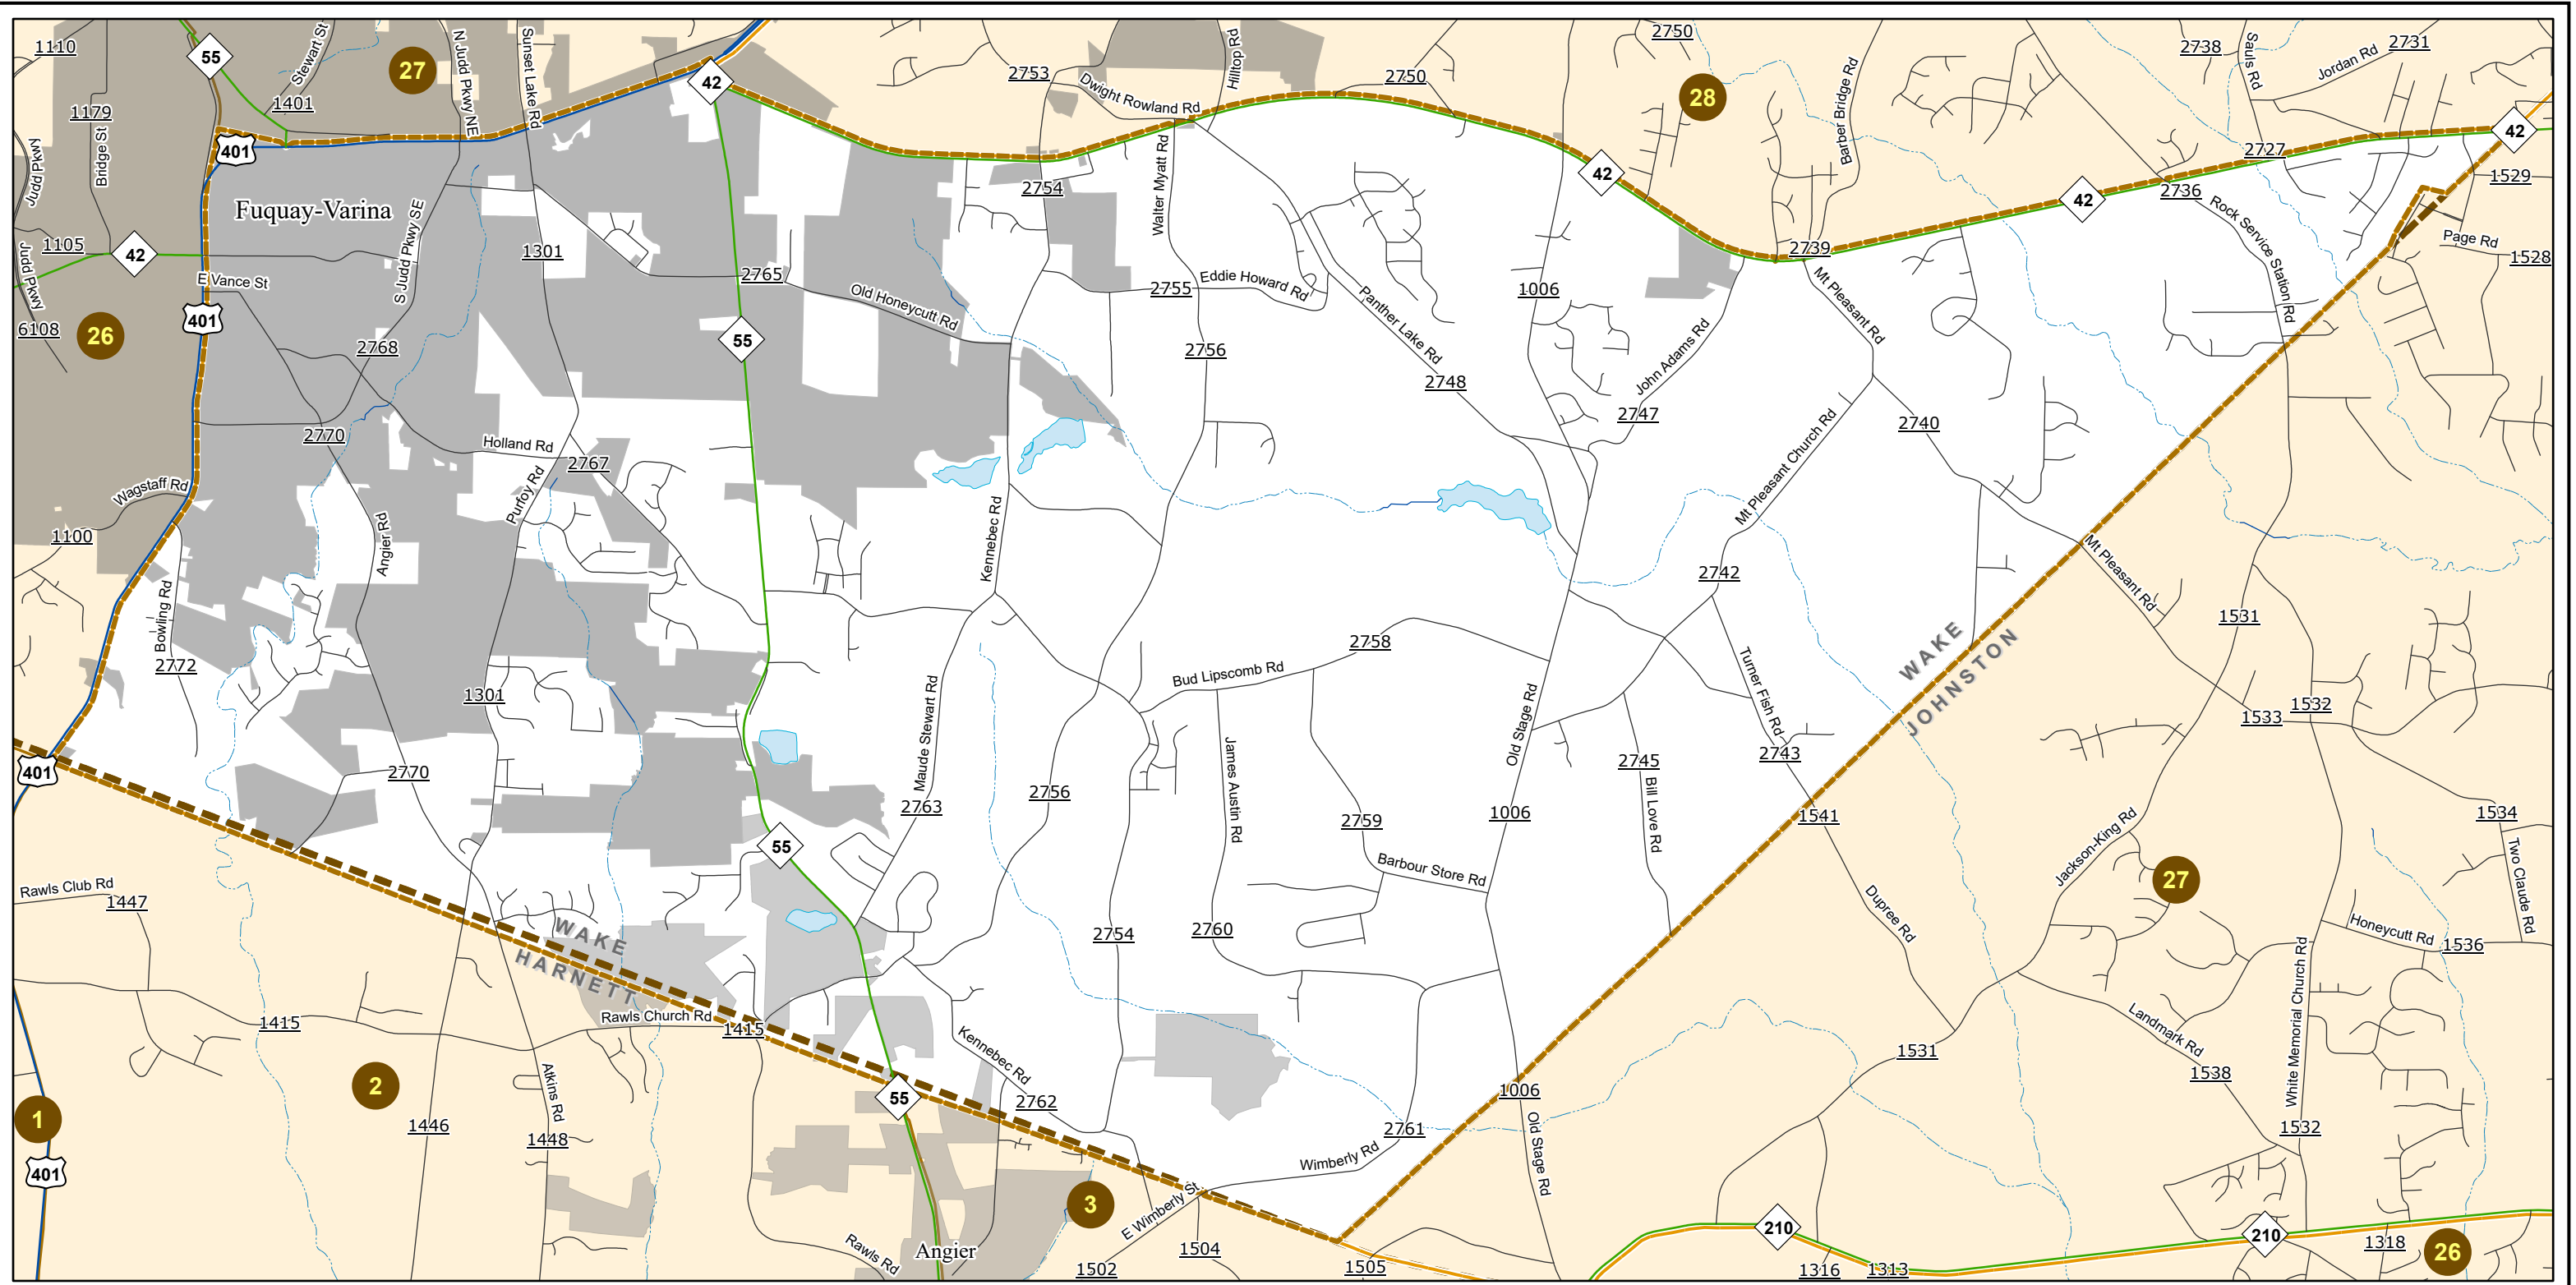 1110
55
Stewart St
27
N Judd Pkwy NE
Sunset Lake Rd
42
2753
Dwight Rowland Rd
Hilltop Rd
2750
2750
28
Barber Bridge Rd
2738
Sauls Rd
Jordan Rd
2731
1179
1401
Bridge St
Judd Pkwy
401
42
2727
42
1529
Fuquay-Varina
2754
Walter Myatt Rd
2736
42
Rock Service Station Rd
1105
42
Judd Pkwy
S Judd Pkwy SE
1301
2739
Page Rd
1528
E Vance St
2765
Old Honeycutt Rd
2755
Eddie Howard Rd
1006
Mt Pleasant Rd
6108
26
401
2768
55
2756
Panther Lake Rd
2748
John Adams Rd
2747
2740
2770
Holland Rd
2767
Mt Pleasant Church Rd
Wagstaff Rd
Purfoy Rd
Kennebec Rd
1100
Angier Rd
Mt Pleasant Rd
2742
Bowling Rd
2772
1531
WAKE
JOHNSTON
2758
Bud Lipscomb Rd
Turner Fish Rd
1301
Maude Stewart Rd
Old Stage Rd
1532
1533
401
2770
James Austin Rd
2745
Bill Love Rd
2743
2756
2763
2759
1006
1541
1534
Jackson-King Rd
Two Claude Rd
55
Barbour Store Rd
27
Rawls Club Rd
1447
Dupree Rd
WAKE
HARNETT
2754
2760
Honeycutt Rd
1536
White Memorial Church Rd
1415
Rawls Church Rd
1415
Landmark Rd
Kennebec Rd
1531
1538
2
Atkins Rd
55
2762
1006
1
1446
1448
2761
Old Stage Rd
1532
401
Wimberly Rd
3
E Wimberly St
Rawls Rd
Angier
1504
210
210
1318
26
1502
1505
1316
1313